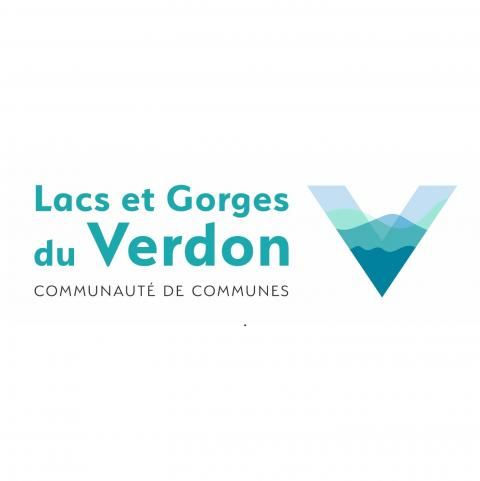 Lacs et Gorges
du Verdon
COMMUNAUTÉ DE COMMUNES